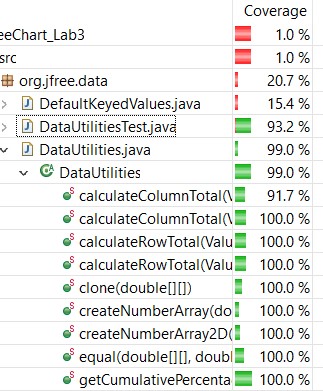 Coverage
eeChart_Lab3 1.0 %
src 1.0 %
org.jfree.data 20.7 %
DefaultKeyedValues.java 15.4 %
DataUtilitiesTest.java 93.2 %
DataUtilities.java 99.0 %
DataUtilities 99.0 %
calculateColumnTotal(V 91.7 %
calculateColumnTotal(V 100.0 %
calculateRowTotal(Valu 100.0 %
calculateRowTotal(Valu 100.0 %
clone(double[][]) 100.0 %
createNumberArray(do 100.0 %
createNumberArray2D( 100.0 %
equal(double[][], doubl 100.0 %
getCumulativePercenta 100.0 %